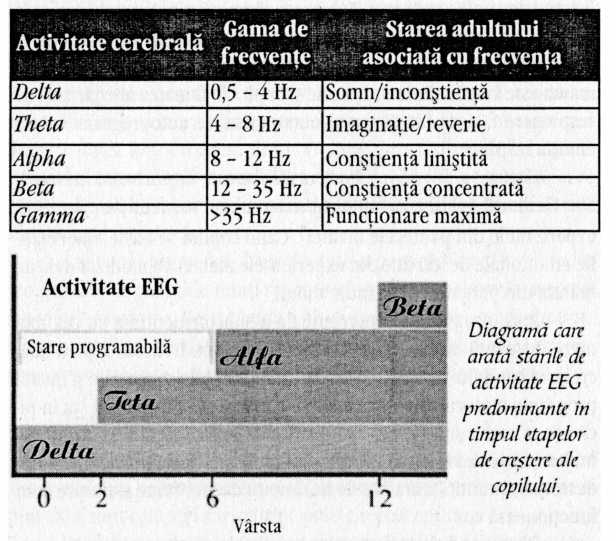 Activitate cerebrală Gama de frecvențe Starea adultului asociată cu frecvența
Delta 0,5 – 4 Hz Somn/inconștiență
Theta 4 – 8 Hz Imaginație/reverie
Alpha 8 – 12 Hz Conștiență liniștită
Beta 12 – 35 Hz Conștiență concentrată
Gamma >35 Hz Funcționare maximă
Activitate EEG
Beta
Stare programabilă
Alfa
Teta
Delta
0 2 6 12
Vârsta
Diagramă care
arată stările de
activitate EEG
predominante in
timpul etapelor
de creștere ale
copilului.